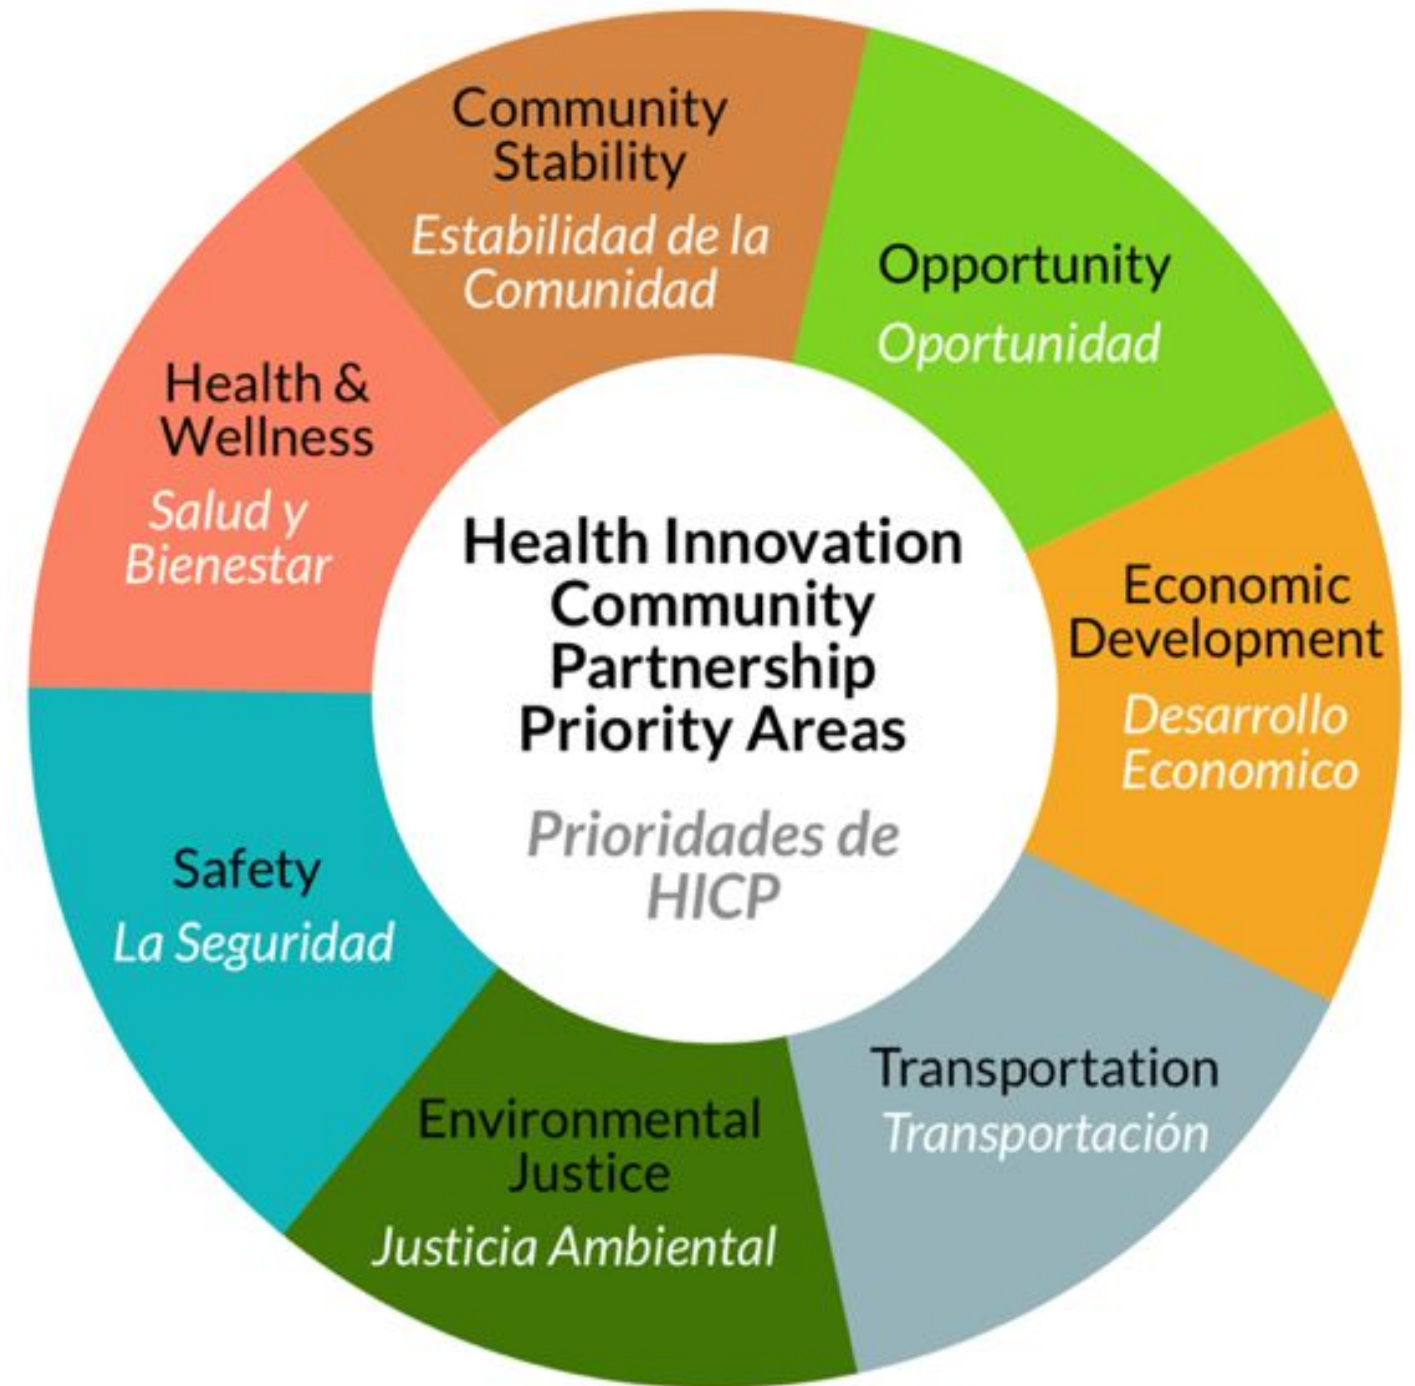 Community
Stability
Estabilidad de la
Comunidad
Opportunity
Oportunidad
Economic
Development
Desarrollo
Economico
Transportation
Transportación
Environmental
Justice
Justicia Ambiental
Safety
La Seguridad
Health &
Wellness
Salud y
Bienestar
Health Innovation
Community
Partnership
Priority Areas
Prioridades de
HICP